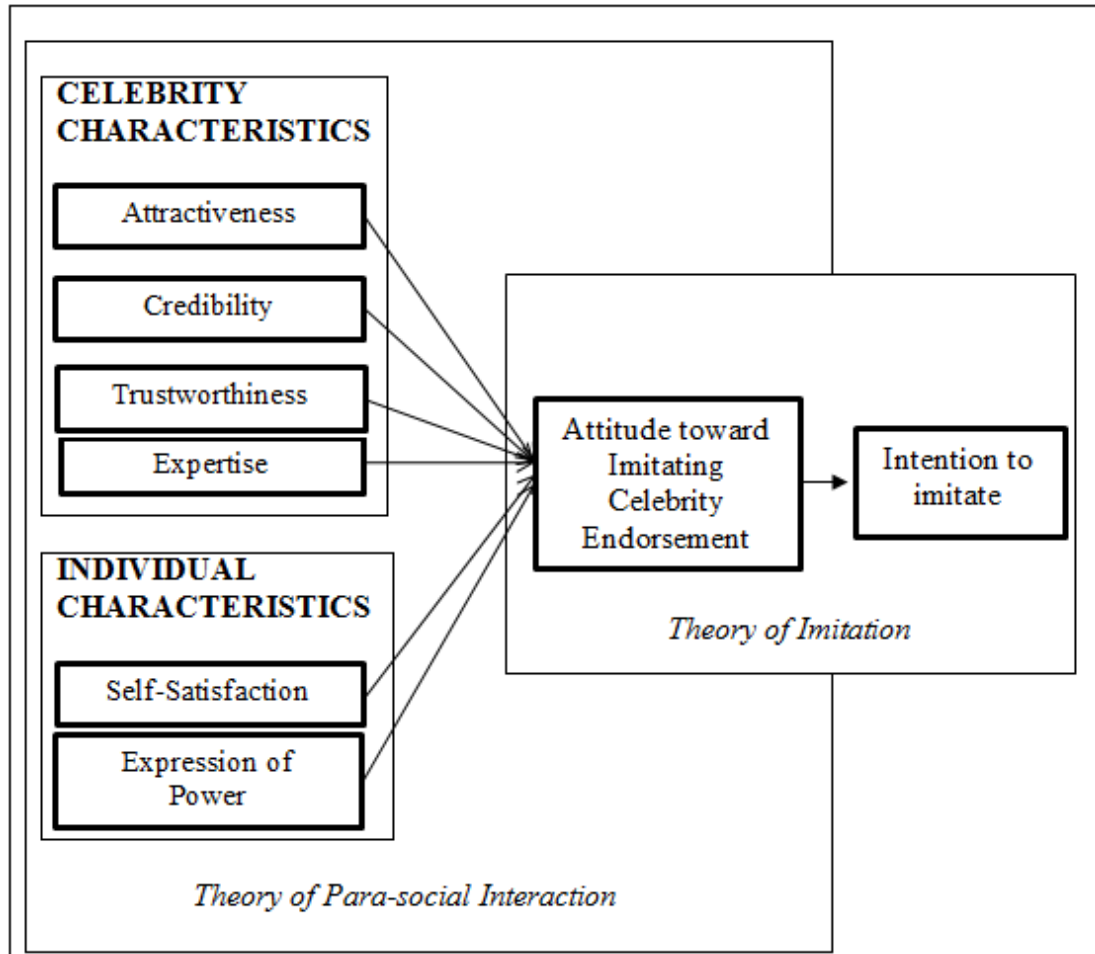 CELEBRITY
CHARACTERISTICS
Attractiveness
Credibility
Trustworthiness
Expertise
INDIVIDUAL
CHARACTERISTICS
Self-Satisfaction
Expression of
Power
Theory of Para-social Interaction
Attitude toward
Imitating
Celebrity
Endorsement
Intention to
imitate
Theory of Imitation